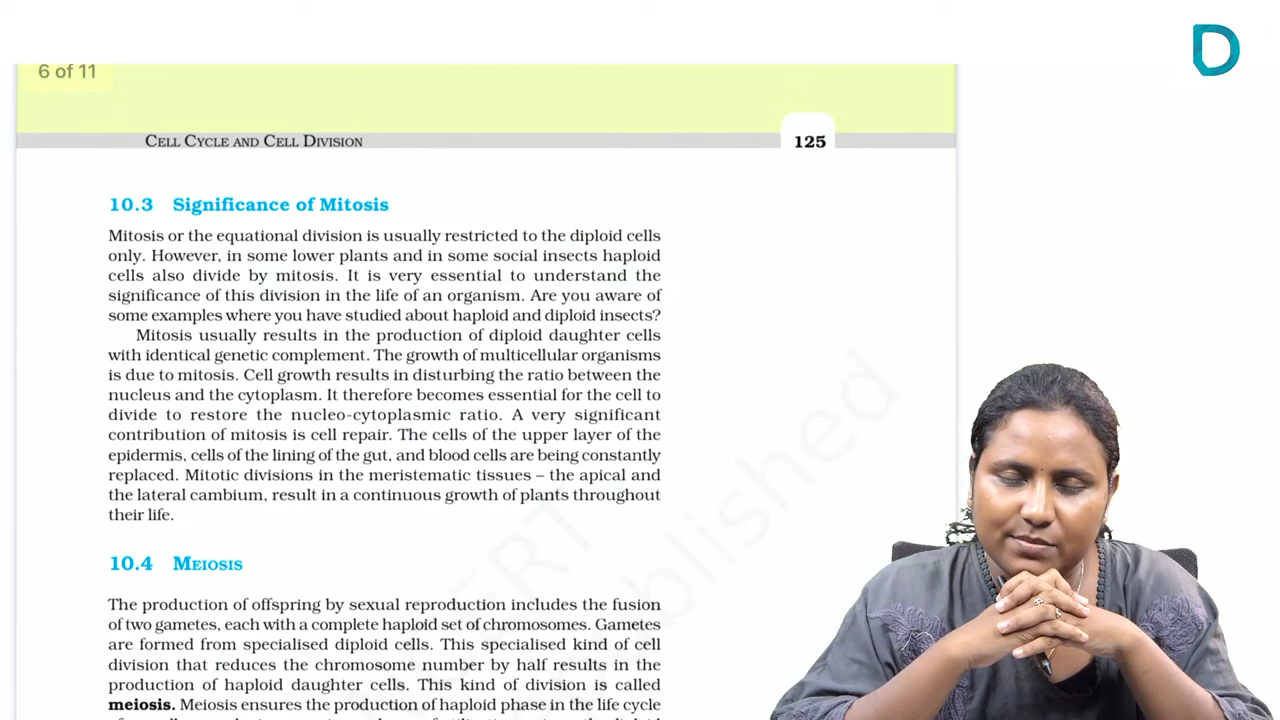 D
6 of 11
CELL CYCLE AND CELL DIVISION
125
10.3 Significance of Mitosis
Mitosis or the equational division is usually restricted to the diploid cells
only. However, in some lower plants and in some social insects haploid
cells also divide by mitosis. It is very essential to understand the
significance of this division in the life of an organism. Are you aware of
some examples where you have studied about haploid and diploid insects?
Mitosis usually results in the production of diploid daughter cells
with identical genetic complement. The growth of multicellular organisms
is due to mitosis. Cell growth results in disturbing the ratio between the
nucleus and the cytoplasm. It therefore becomes essential for the cell to
divide to restore the nucleo-cytoplasmic ratio. A very significant
contribution of mitosis is cell repair. The cells of the upper layer of the
epidermis, cells of the lining of the gut, and blood cells are being constantly
replaced. Mitotic divisions in the meristematic tissues – the apical and
the lateral cambium, result in a continuous growth of plants throughout
their life.
10.4 MEIOSIS
The production of offspring by sexual reproduction includes the fusion
of two gametes, each with a complete haploid set of chromosomes. Gametes
are formed from specialised diploid cells. This specialised kind of cell
division that reduces the chromosome number by half results in the
production of haploid daughter cells. This kind of division is called
meiosis. Meiosis ensures the production of haploid phase in the life cycle